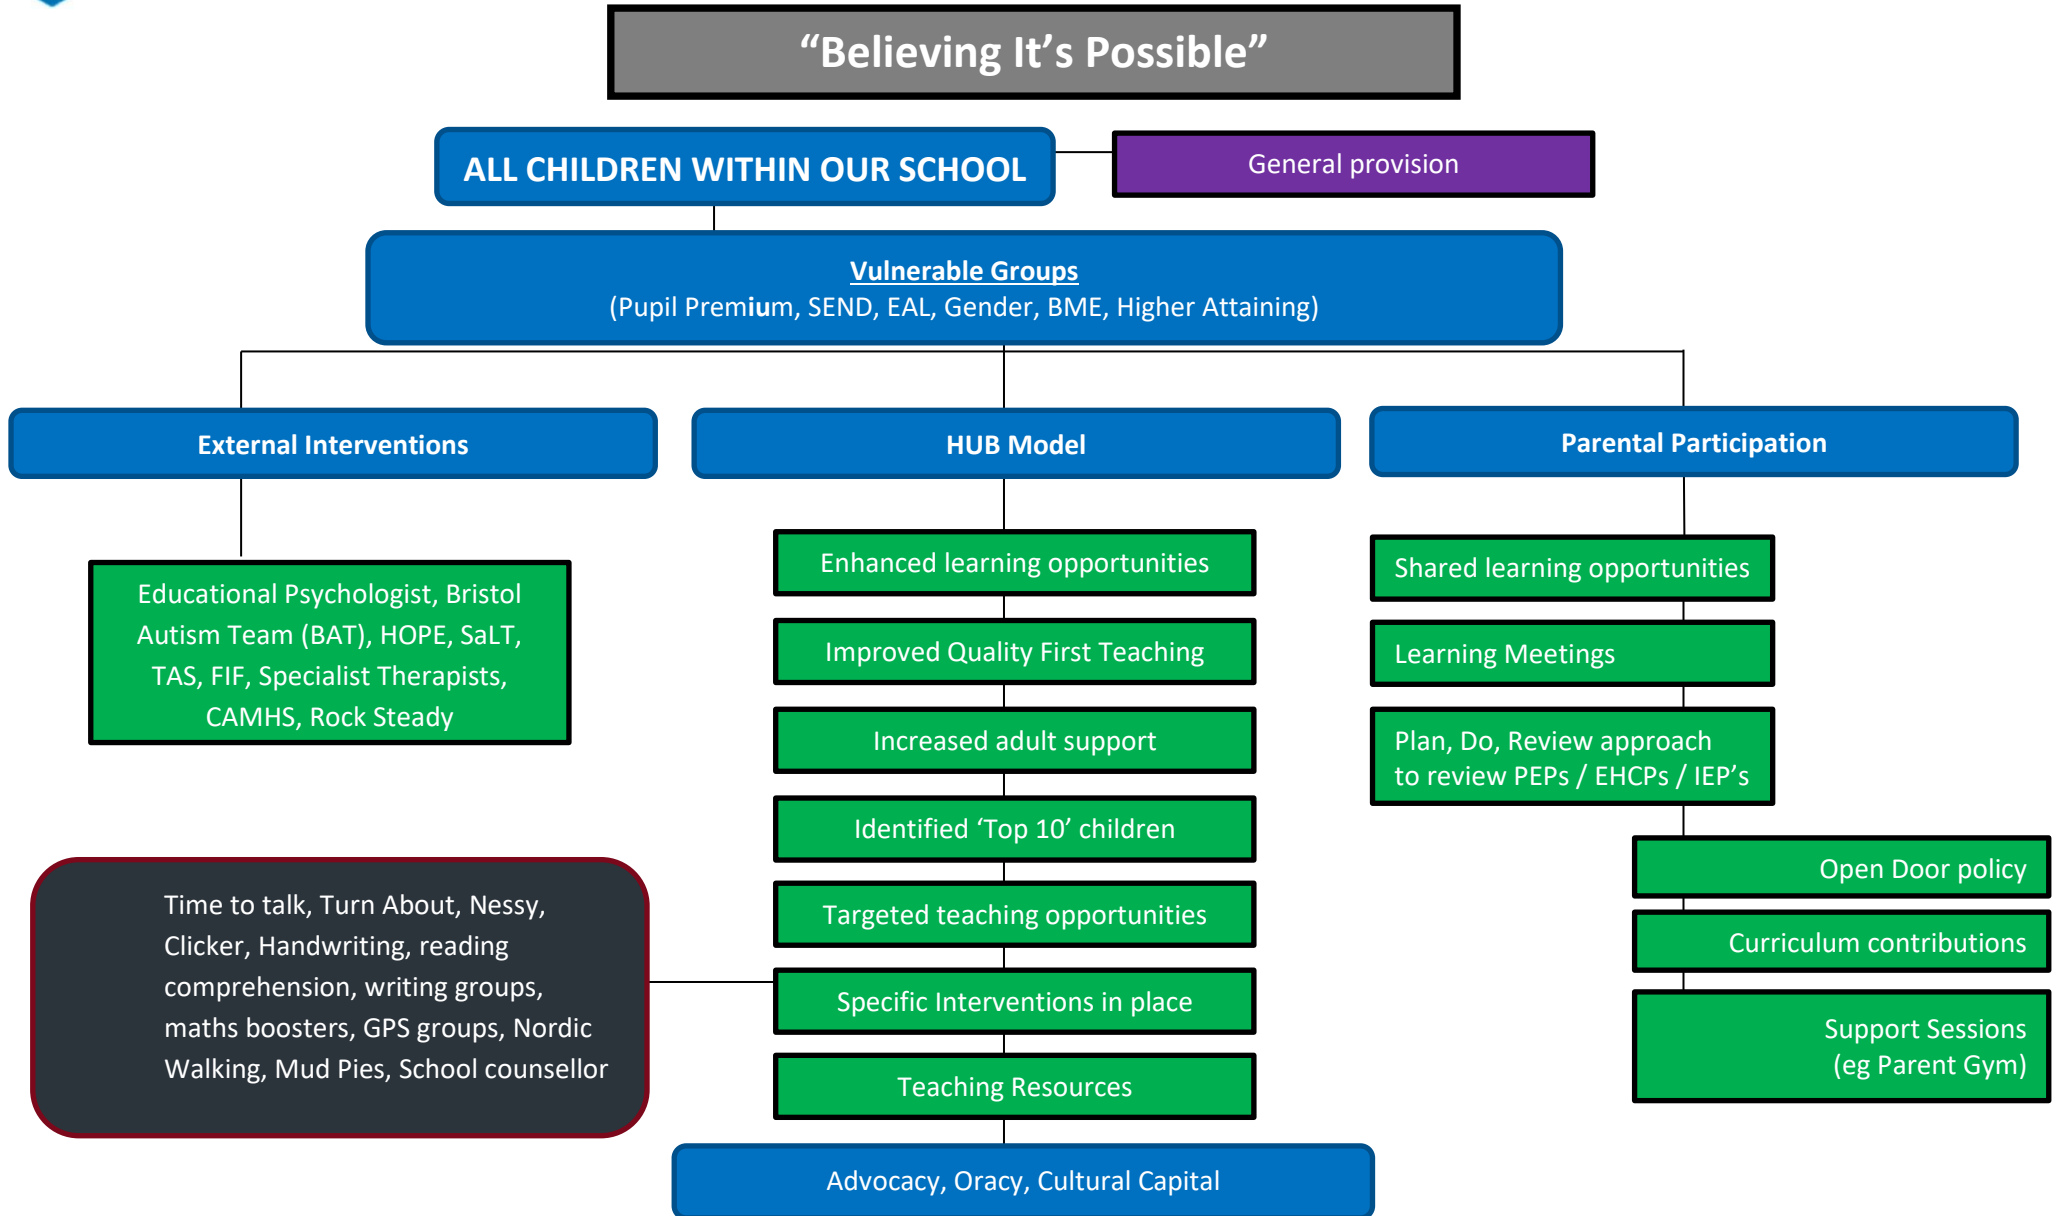 “Believing It’s Possible”
ALL CHILDREN WITHIN OUR SCHOOL
General provision
Vulnerable Groups
(Pupil Premium, SEND, EAL, Gender, BME, Higher Attaining)
External Interventions
HUB Model
Parental Participation
Educational Psychologist, Bristol
Autism Team (BAT), HOPE, SaLT,
TAS, FIF, Specialist Therapists,
CAMHS, Rock Steady
Time to talk, Turn About, Nessy,
Clicker, Handwriting, reading
comprehension, writing groups,
maths boosters, GPS groups, Nordic
Walking, Mud Pies, School counsellor
Enhanced learning opportunities
Improved Quality First Teaching
Increased adult support
Identified ‘Top 10’ children
Targeted teaching opportunities
Specific Interventions in place
Teaching Resources
Advocacy, Oracy, Cultural Capital
Shared learning opportunities
Learning Meetings
Plan, Do, Review approach
to review PEPs / EHCPs / IEP’s
Open Door policy
Curriculum contributions
Support Sessions
(eg Parent Gym)